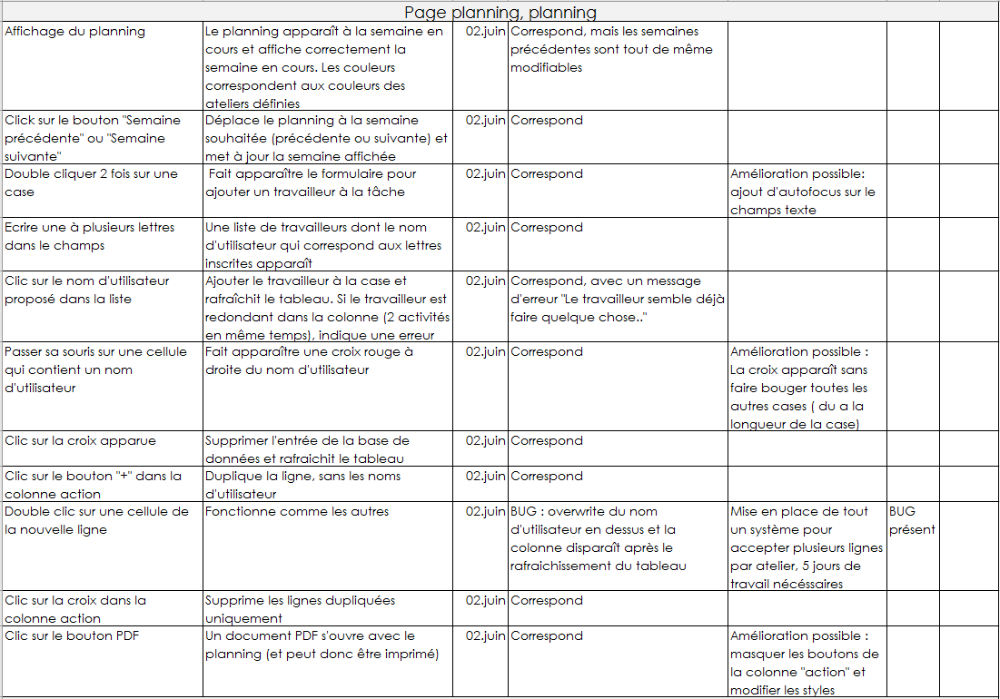 Page planning, planning
Affichage du planning
Le planning apparaît à la semaine en
cours et affiche correctement la
semaine en cours. Les couleurs
correspondent aux couleurs des
ateliers définies
02.juin
Correspond, mais les semaines
précédentes sont tout de même
modifiables
Click sur le bouton "Semaine
précédente" ou "Semaine
suivante"
Déplace le planning à la semaine
souhaitée (précédente ou suivante) et
met à jour la semaine affichée
02.juin
Correspond
Double cliquer 2 fois sur une
case
Fait apparaître le formulaire pour
ajouter un travailleur à la tâche
02.juin
Correspond
Amélioration possible:
ajout d'autofocus sur le
champs texte
Ecrire une à plusieurs lettres
dans le champs
Une liste de travailleurs dont le nom
d'utilisateur qui correspond aux lettres
inscrites apparaît
02.juin
Correspond
Clic sur le nom d'utilisateur
proposé dans la liste
Ajouter le travailleur à la case et
rafraîchit le tableau. Si le travailleur est
redondant dans la colonne (2 activités
en même temps), indique une erreur
02.juin
Correspond, avec un message
d'erreur "Le travailleur semble déjà
faire quelque chose.."
Passer sa souris sur une cellule
qui contient un nom
d'utilisateur
Fait apparaître une croix rouge à
droite du nom d'utilisateur
02.juin
Correspond
Amélioration possible :
La croix apparaît sans
faire bouger toutes les
autres cases ( du a la
longueur de la case)
Clic sur la croix apparue
Supprimer l'entrée de la base de
données et rafraichit le tableau
02.juin
Correspond
Clic sur le bouton "+" dans la
colonne action
Duplique la ligne, sans les noms
d'utilisateur
02.juin
Correspond
Double clic sur une cellule de
la nouvelle ligne
Fonctionne comme les autres
02.juin
BUG : overwrite du nom
d'utilisateur en dessus et la
colonne disparaît après le
rafraichissement du tableau
Mise en place de tout
un système pour
accepter plusieurs lignes
par atelier, 5 jours de
travail nécéssaires
BUG
présent
Clic sur la croix dans la
colonne action
Supprime les lignes dupliquées
uniquement
02.juin
Correspond
Clic sur le bouton PDF
Un document PDF s'ouvre avec le
planning (et peut donc être imprimé)
02.juin
Correspond
Amélioration possible :
masquer les boutons de
la colonne "action" et
modifier les styles